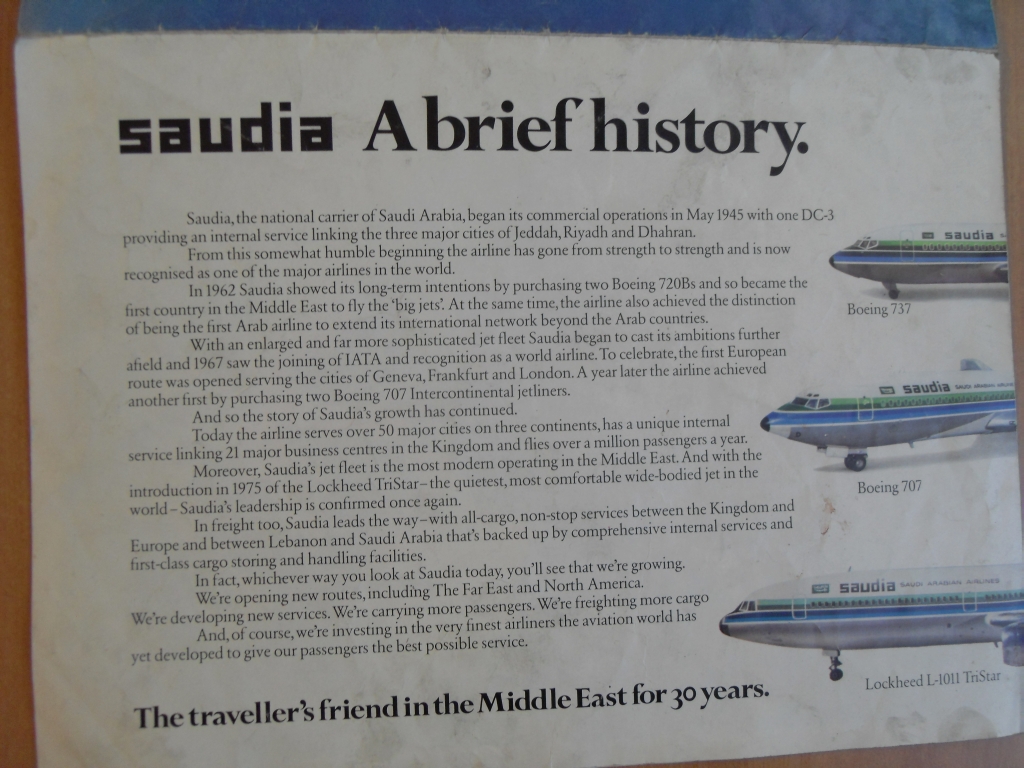 saudia A brief history.
Saudia, the national carrier of Saudi Arabia, began its commercial operations in May 1945 with one DC-3
providing an internal service linking the three major cities of Jeddah, Riyadh and Dhahran.
From this somewhat humble beginning the airline has gone from strength to strength and is now
recognised as one of the major airlines in the world.
In 1962 Saudia showed its long-term intentions by purchasing two Boeing 720Bs and so became the
first country in the Middle East to fly the 'big jets'. At the same time, the airline also achieved the distinction
of being the first Arab airline to extend its international network beyond the Arab countries.
With an enlarged and far more sophisticated jet fleet Saudia began to cast its ambitions further
afield and 1967 saw the joining of IATA and recognition as a world airline. To celebrate, the first European
route was opened serving the cities of Geneva, Frankfurt and London. A year later the airline achieved
another first by purchasing two Boeing 707 Intercontinental jetliners.
And so the story of Saudia's growth has continued.
Today the airline serves over 50 major cities on three continents, has a unique internal
service linking 21 major business centres in the Kingdom and flies over a million passengers a year.
Moreover, Saudia's jet fleet is the most modern operating in the Middle East. And with the
introduction in 1975 of the Lockheed TriStar – the quietest, most comfortable wide-bodied jet in the
world – Saudia's leadership is confirmed once again.
In freight too, Saudia leads the way – with all-cargo, non-stop services between the Kingdom and
Europe and between Lebanon and Saudi Arabia that's backed up by comprehensive internal services and
first-class cargo storing and handling facilities.
In fact, whichever way you look at Saudia today, you'll see that we're growing.
We're opening new routes, including The Far East and North America.
We're developing new services. We're carrying more passengers. We're freighting more cargo
And, of course, we're investing in the very finest airliners the aviation world has
yet developed to give our passengers the best possible service.
The traveller's friend in the Middle East for 30 years.
saudia
Boeing 737
saudia SAUDI ARABIAN AIRLINES
Boeing 707
saudia SAUDI ARABIAN AIRLINES
Lockheed L-1011 TriStar